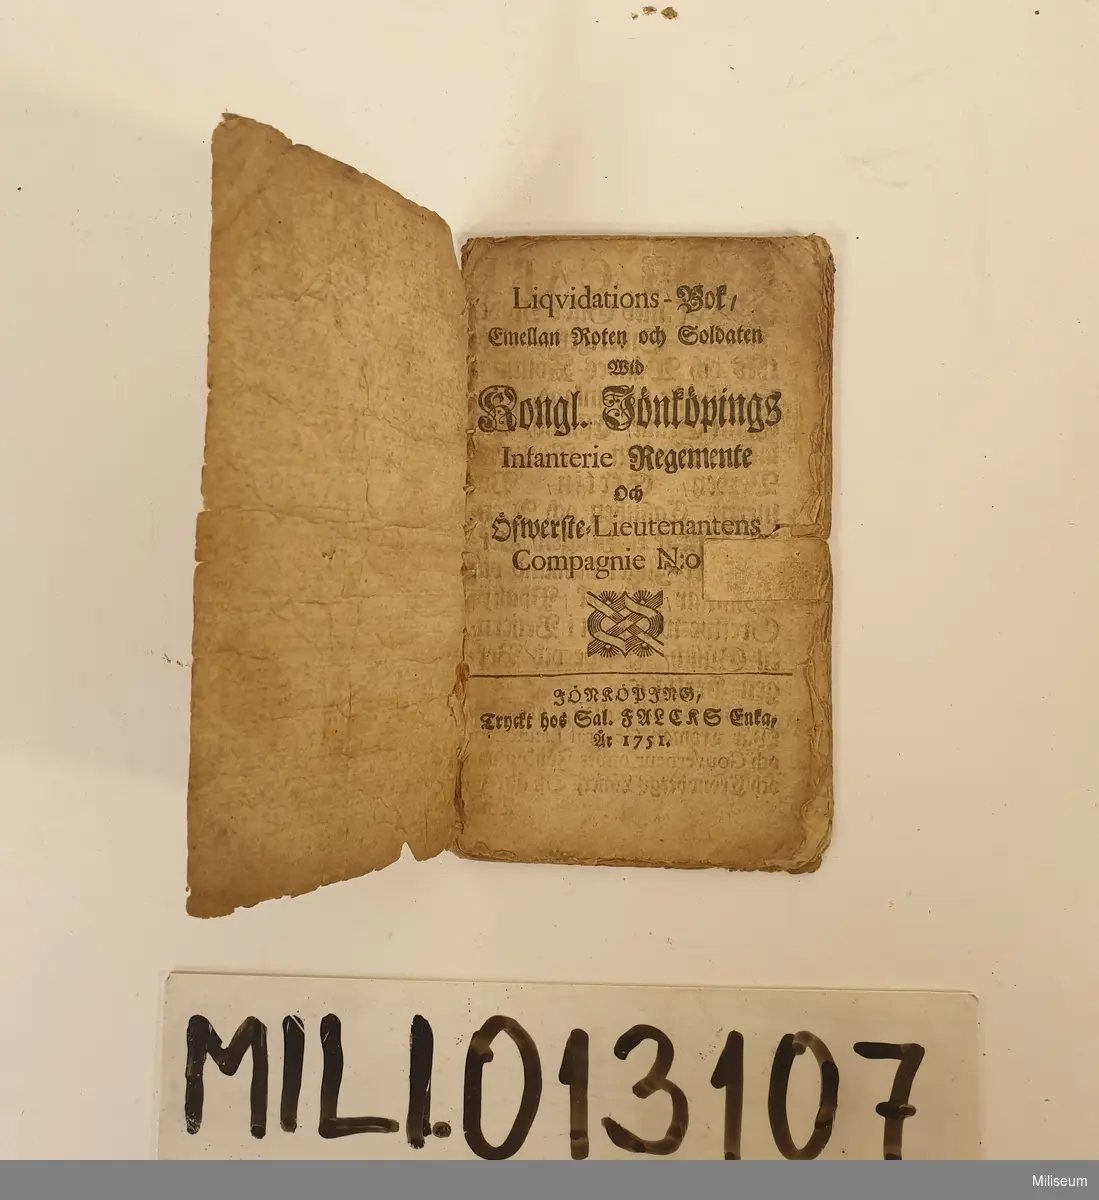 Liqvidations-Bok,
Emellan Roten och Soldaten
Wid
Kongl. Jönköpings
Infanterie Regemente
Och
Öfwerste-Lieutenantens
Compagnie N:o
JÖNKÖPING,
Tryckt hos Sal. FALCKS Enka,
År 1751.
MILI.013107
Miliseum